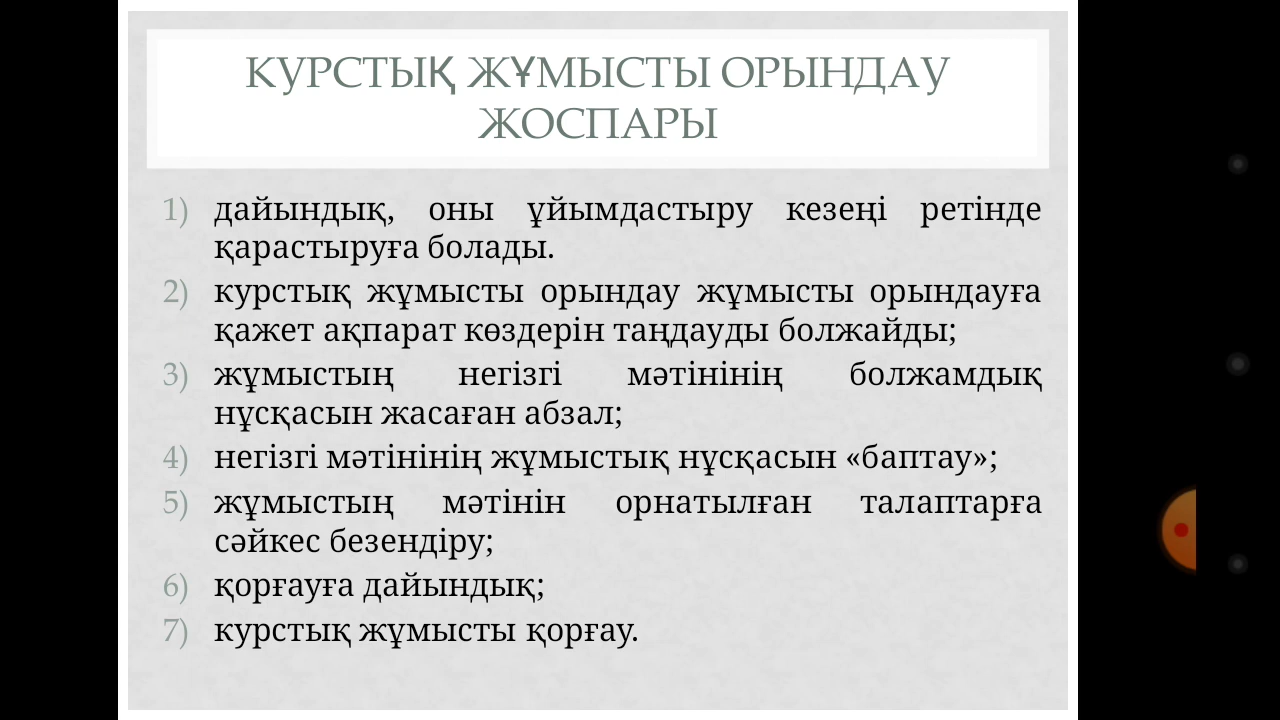 КУРСТЫҚ ЖҰМЫСТЫ ОРЫНДАУ
ЖОСПАРЫ
1) дайындық, оны ұйымдастыру кезеңі ретінде
қарастыруға болады.
2) курстық жұмысты орындау жұмысты орындауға
қажет ақпарат көздерін таңдауды болжайды;
3) жұмыстың негізгі мәтінінің болжамдық
нұсқасын жасаған абзал;
4) негізгі мәтінінің жұмыстық нұсқасын «баптау»;
5) жұмыстың мәтінін орнатылған талаптарға
сәйкес безендіру;
6) қорғауға дайындық;
7) курстық жұмысты қорғау.